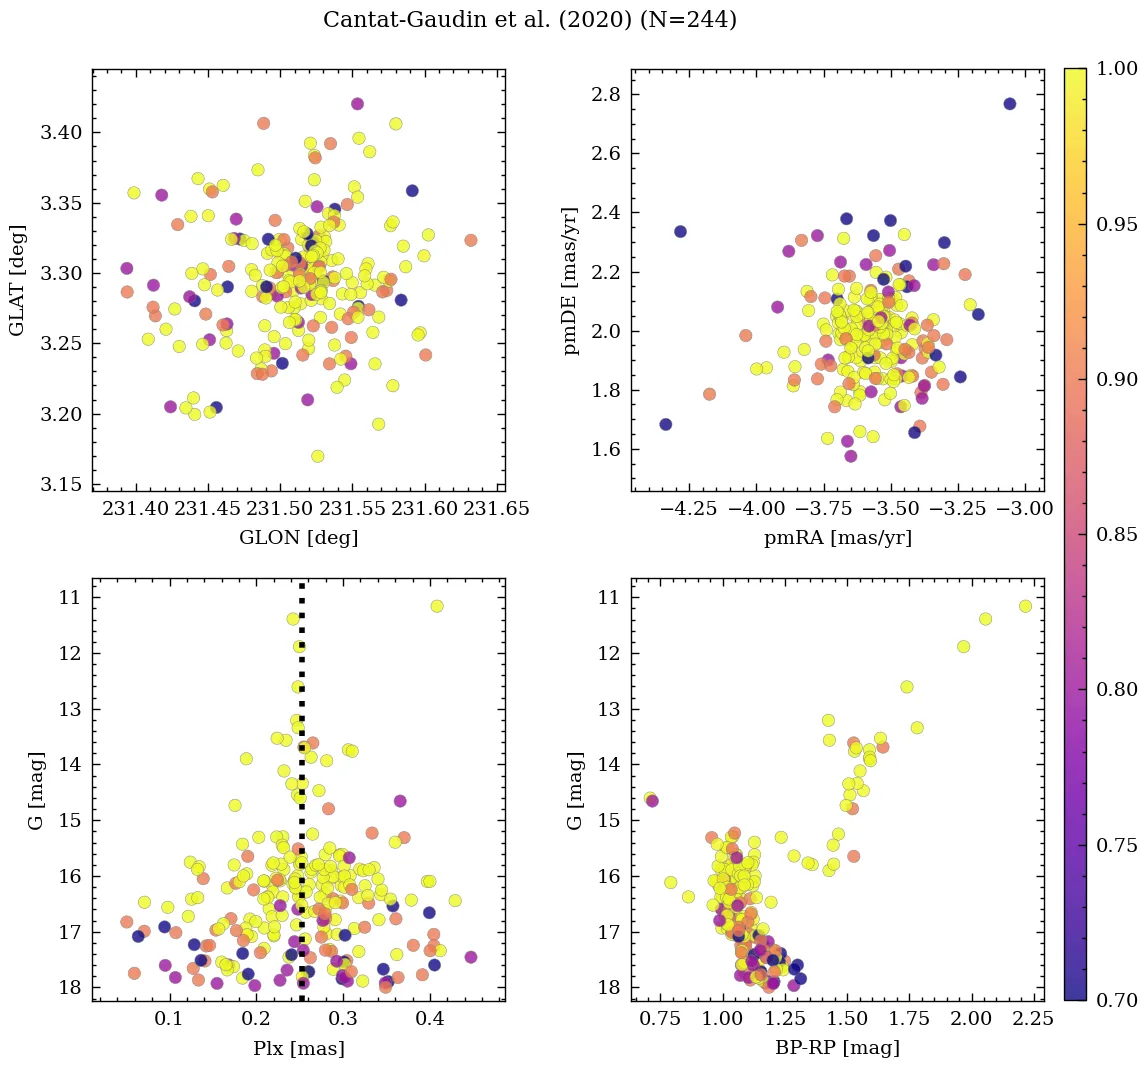 Cantat-Gaudin et al. (2020) (N=244)
3.40
3.35
3.30
3.25
3.20
3.15
GLAT [deg]
231.40 231.45 231.50 231.55 231.60 231.65
GLON [deg]
2.8
2.6
2.4
2.2
2.0
1.8
1.6
pmDE [mas/yr]
−4.25 −4.00 −3.75 −3.50 −3.25 −3.00
pmRA [mas/yr]
11
12
13
14
15
16
17
18
G [mag]
0.1 0.2 0.3 0.4
Plx [mas]
11
12
13
14
15
16
17
18
G [mag]
0.75 1.00 1.25 1.50 1.75 2.00 2.25
BP-RP [mag]
1.00
0.95
0.90
0.85
0.80
0.75
0.70